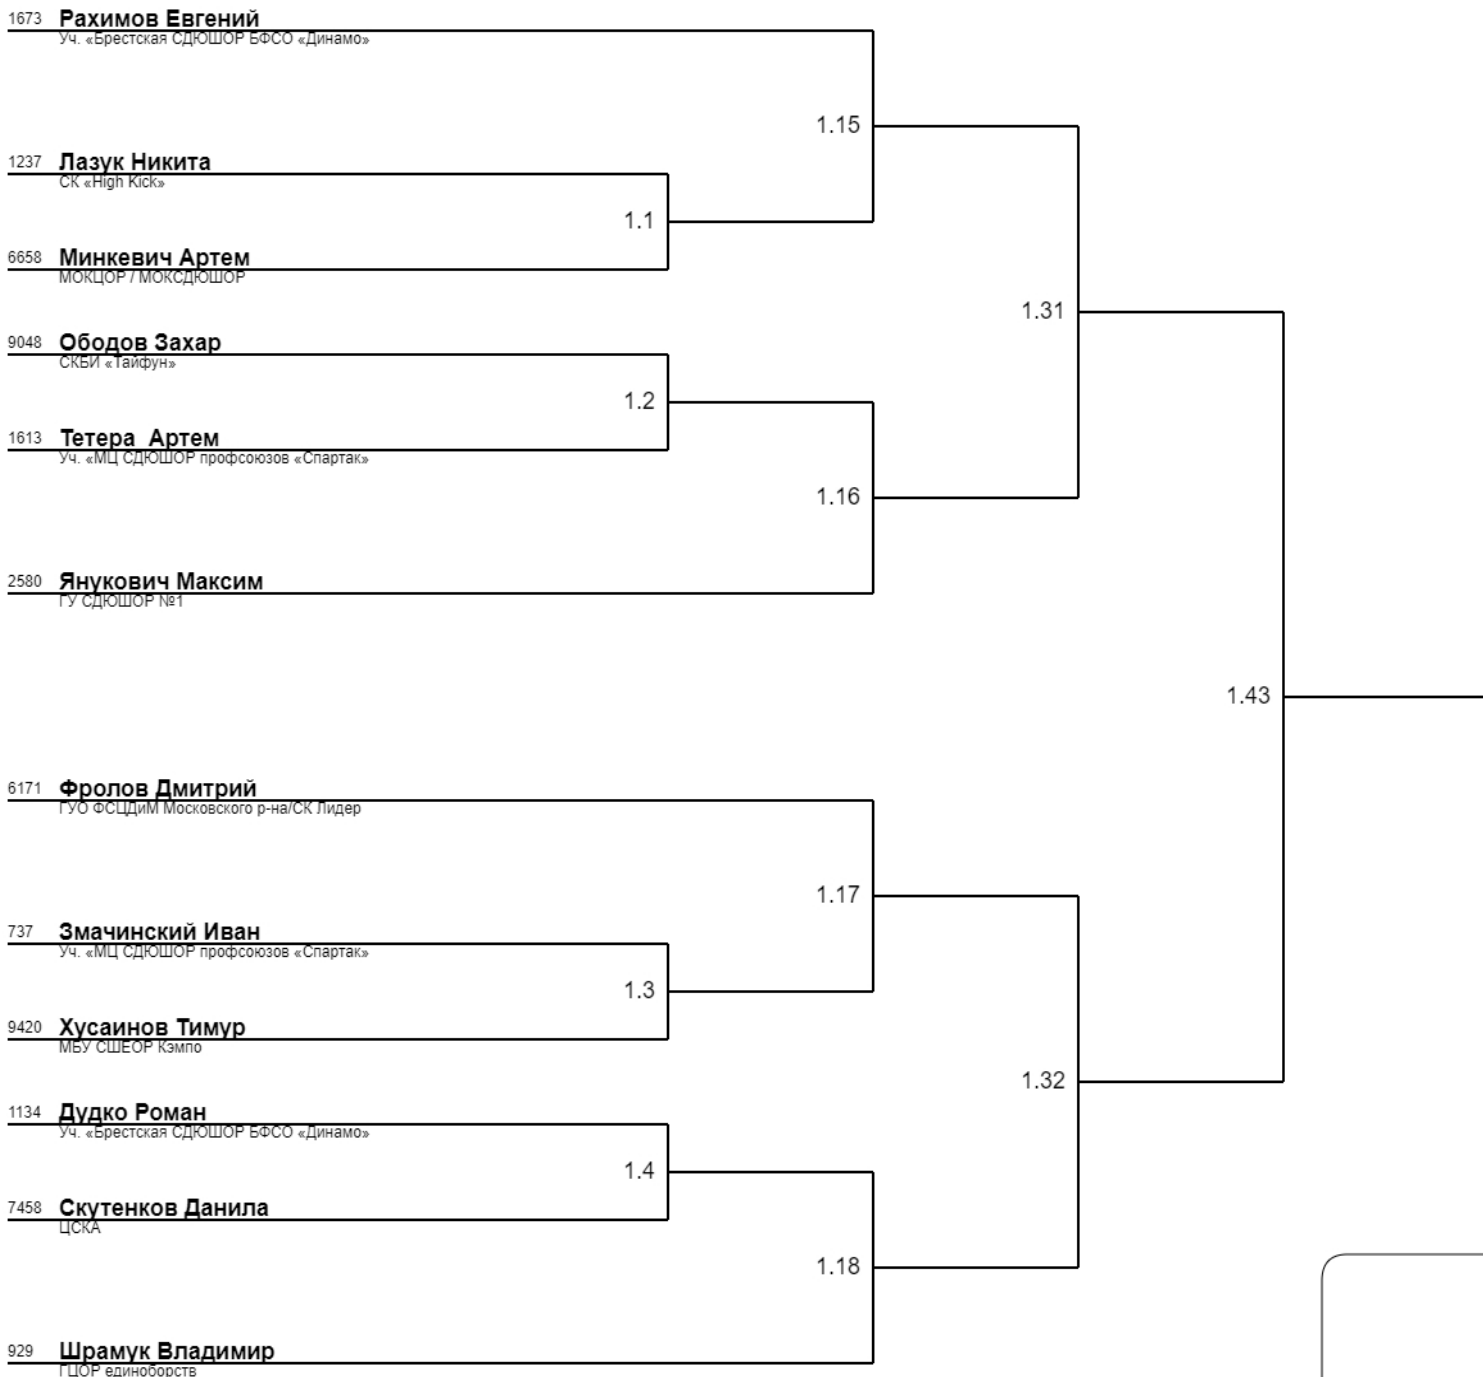 1673 Рахимов Евгений
Уч. «Брестская СДЮШОР БФСО «Динамо»
1.15
1237 Лазук Никита
СК «High Kick»
1.1
6658 Минкевич Артем
МОКЦОР / МОКСДЮШОР
1.31
9048 Ободов Захар
СКБИ «Тайфун»
1.2
1613 Тетера  Артем
Уч. «МЦ СДЮШОР профсоюзов «Спартак»
1.16
2580 Янукович Максим
ГУ СДЮШОР №1
1.43
6171 Фролов Дмитрий
ГУО ФСЦДиМ Московского р-на/СК Лидер
1.17
737 Змачинский Иван
Уч. «МЦ СДЮШОР профсоюзов «Спартак»
1.3
9420 Хусаинов Тимур
МБУ СШЕОР Кэмпо
1.32
1134 Дудко Роман
Уч. «Брестская СДЮШОР БФСО «Динамо»
1.4
7458 Скутенков Данила
ЦСКА
1.18
929 Шрамук Владимир
ГЦОР единоборств